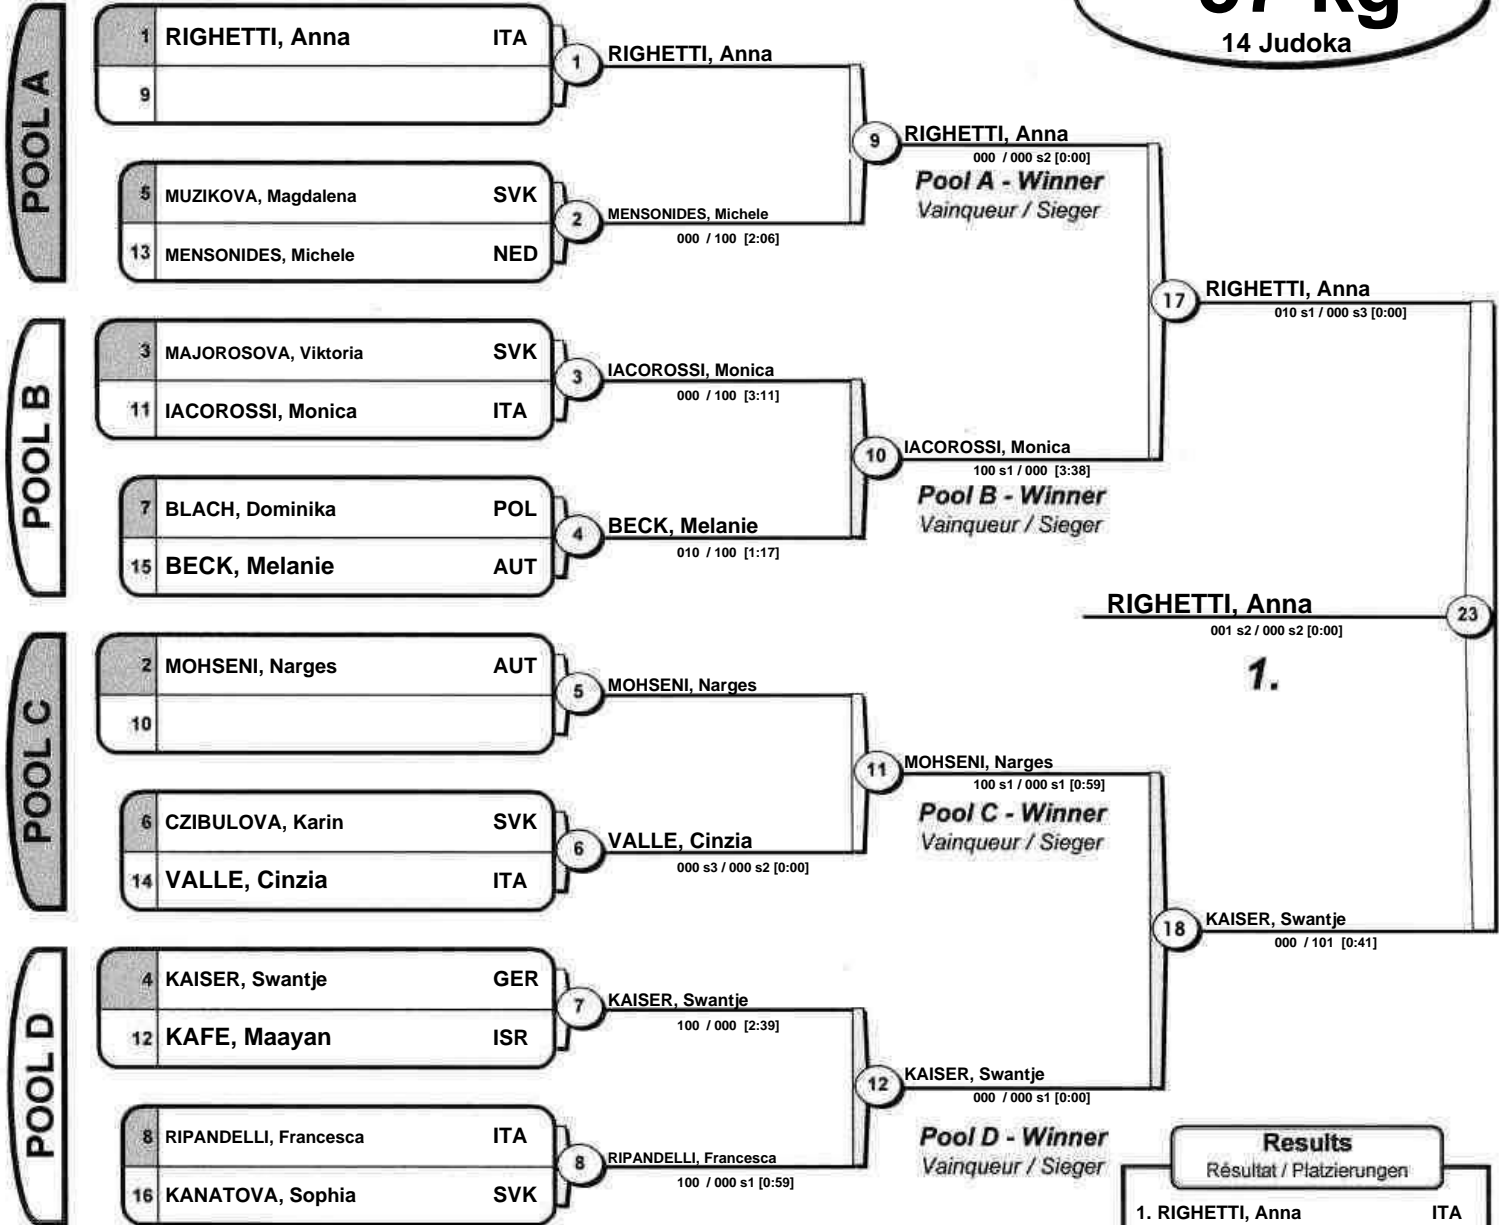 14 Judoka
POOL A
1 RIGHETTI, Anna ITA
9
5 MUZIKOVA, Magdalena SVK
13 MENSONIDES, Michele NED
POOL B
3 MAJOROSOVA, Viktoria SVK
11 IACOROSSI, Monica ITA
7 BLACH, Dominika POL
15 BECK, Melanie AUT
POOL C
2 MOHSENI, Narges AUT
10
6 CZIBULOVA, Karin SVK
14 VALLE, Cinzia ITA
POOL D
4 KAISER, Swantje GER
12 KAFE, Maayan ISR
8 RIPANDELLI, Francesca ITA
16 KANATOVA, Sophia SVK
1 RIGHETTI, Anna
2 MENSONIDES, Michele
000 / 100 [2:06]
3 IACOROSSI, Monica
000 / 100 [3:11]
4 BECK, Melanie
010 / 100 [1:17]
5 MOHSENI, Narges
6 VALLE, Cinzia
000 s3 / 000 s2 [0:00]
7 KAISER, Swantje
100 / 000 [2:39]
8 RIPANDELLI, Francesca
100 / 000 s1 [0:59]
9 RIGHETTI, Anna
000 / 000 s2 [0:00]
Pool A - Winner
Vainqueur / Sieger
10 IACOROSSI, Monica
100 s1 / 000 [3:38]
Pool B - Winner
Vainqueur / Sieger
11 MOHSENI, Narges
100 s1 / 000 s1 [0:59]
Pool C - Winner
Vainqueur / Sieger
12 KAISER, Swantje
000 / 000 s1 [0:00]
Pool D - Winner
Vainqueur / Sieger
17 RIGHETTI, Anna
010 s1 / 000 s3 [0:00]
18 KAISER, Swantje
000 / 101 [0:41]
RIGHETTI, Anna 23
001 s2 / 000 s2 [0:00]
1.
Results
Résultat / Platzierungen
1. RIGHETTI, Anna ITA